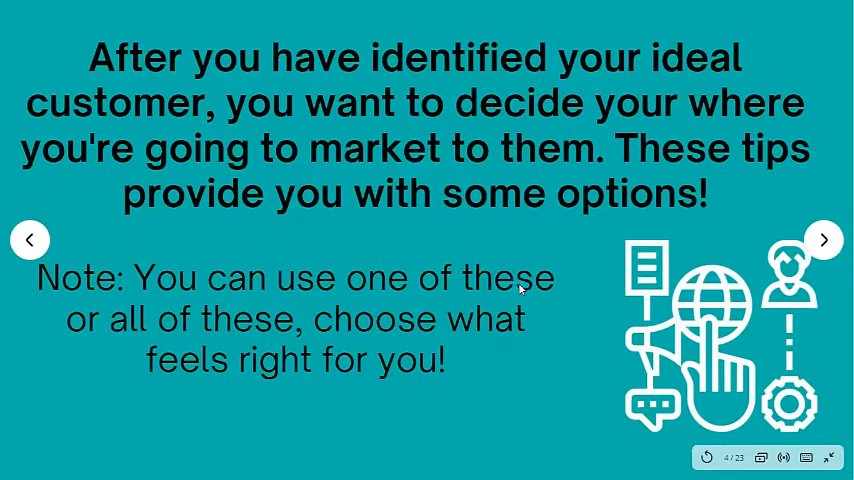 After you have identified your ideal
customer, you want to decide your where
you're going to market to them. These tips
provide you with some options!
Note: You can use one of these
or all of these, choose what
feels right for you!
4 / 23